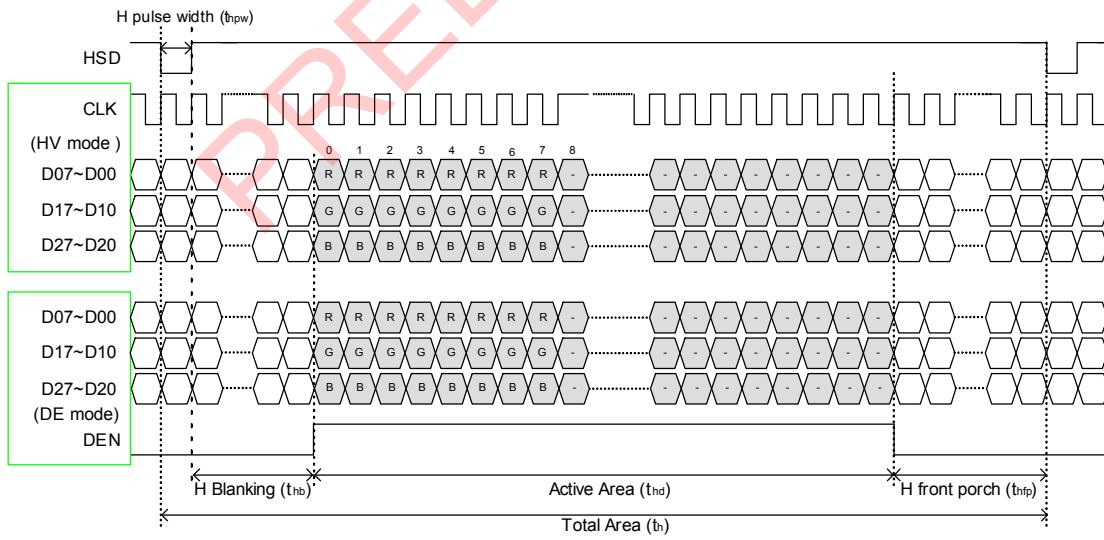 H pulse width (thpw)
HSD
CLK
(HV mode )
0 1 2 3 4 5 6 7 8
D07~D00 R R R R R R R R - - - - - - - - -
D17~D10 G G G G G G G G - - - - - - - - -
D27~D20 B B B B B B B B - - - - - - - - -
D07~D00 R R R R R R R R - - - - - - - - -
D17~D10 G G G G G G G G - - - - - - - - -
D27~D20 B B B B B B B B - - - - - - - - -
(DE mode)
DEN
H Blanking (thb) Active Area (thd) H front porch (thfp)
Total Area (th)